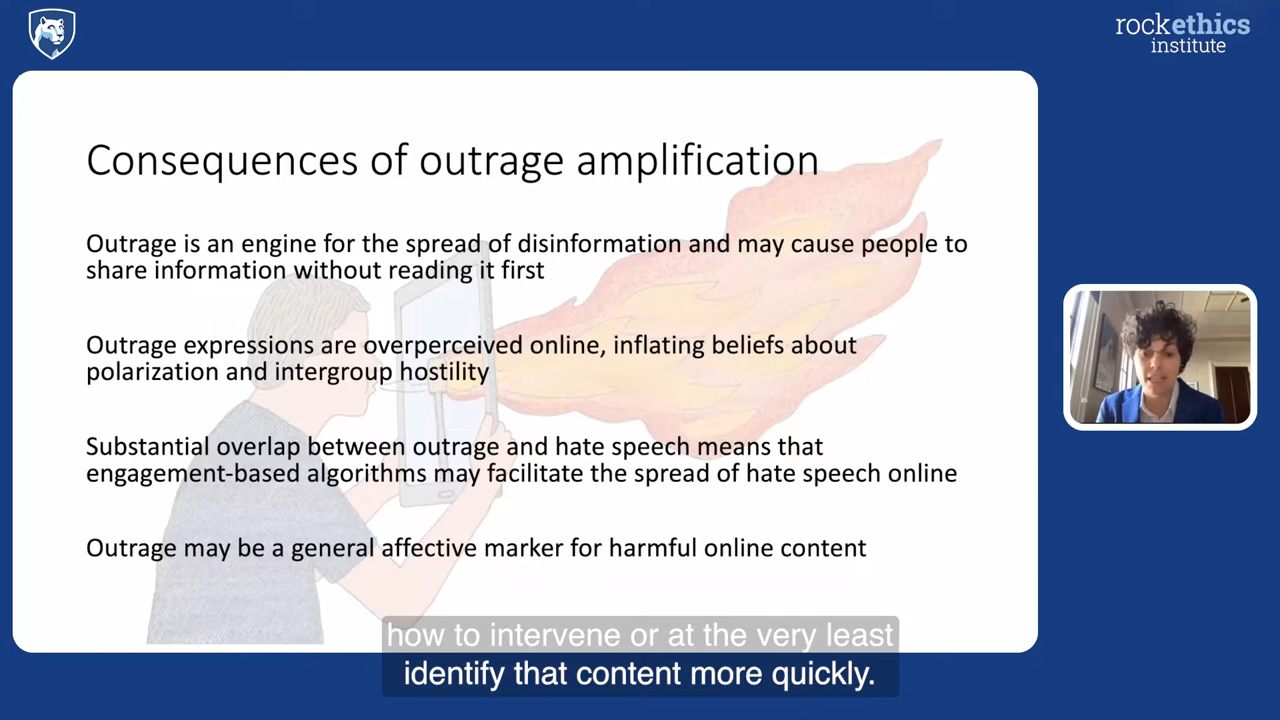 rockethics
institute
Consequences of outrage amplification
Outrage is an engine for the spread of disinformation and may cause people to
share information without reading it first
Outrage expressions are overperceived online, inflating beliefs about
polarization and intergroup hostility
Substantial overlap between outrage and hate speech means that
engagement-based algorithms may facilitate the spread of hate speech online
Outrage may be a general affective marker for harmful online content
how to intervene or at the very least
identify that content more quickly.